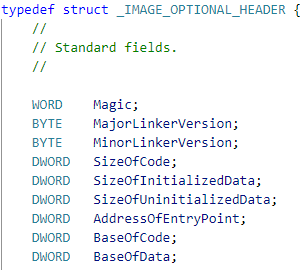 typedef struct _IMAGE_OPTIONAL_HEADER {
//
// Standard fields.
//
WORD Magic;
BYTE MajorLinkerVersion;
BYTE MinorLinkerVersion;
DWORD SizeOfCode;
DWORD SizeOfInitializedData;
DWORD SizeOfUninitializedData;
DWORD AddressOfEntryPoint;
DWORD BaseOfCode;
DWORD BaseOfData;